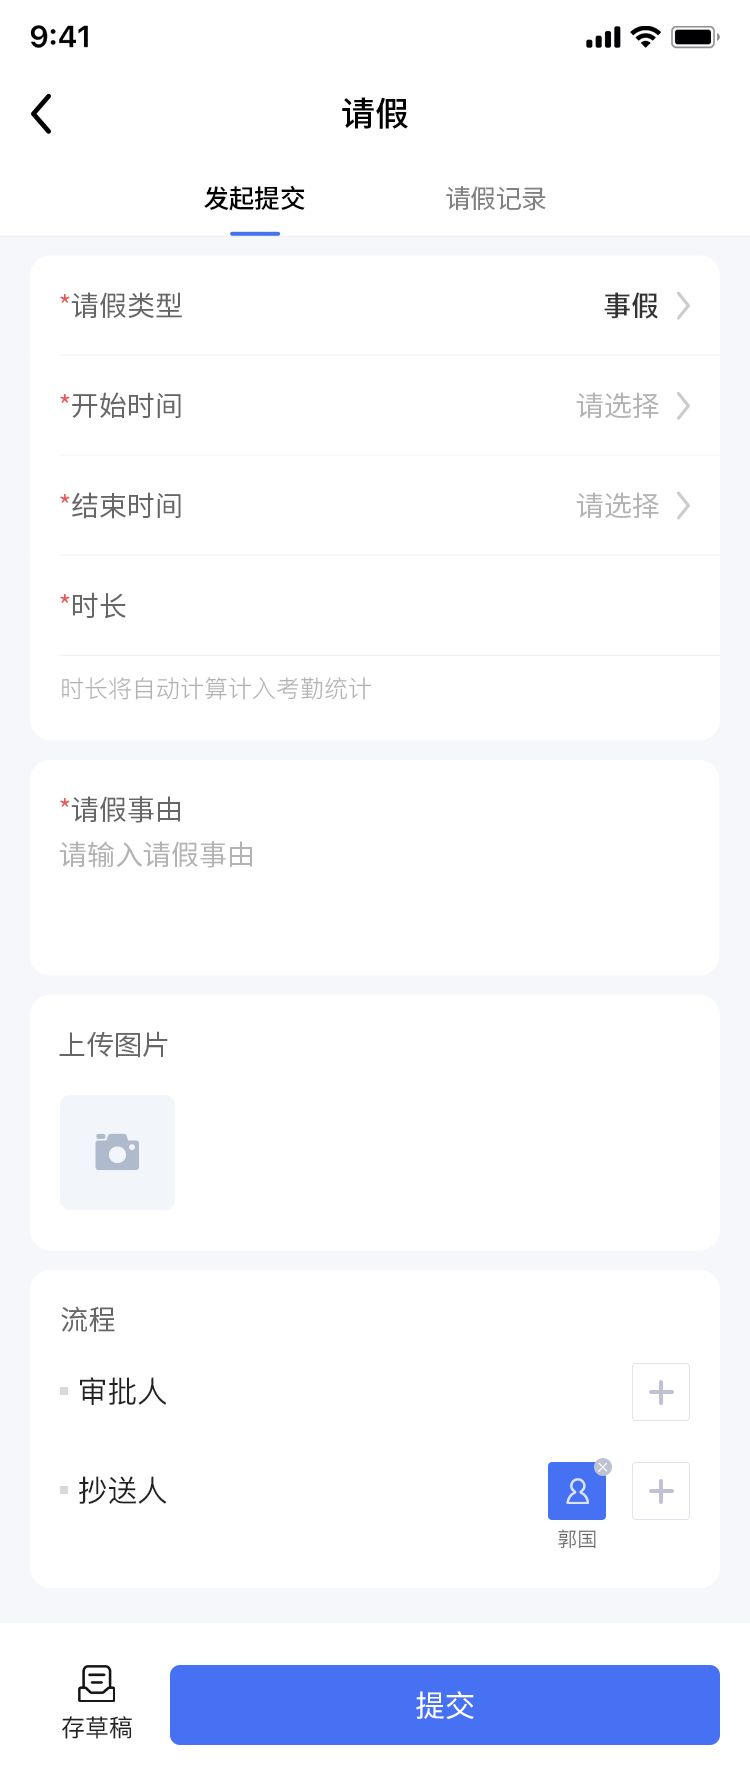 9:41
请假
发起提交 请假记录
*请假类型 事假
*开始时间 请选择
*结束时间 请选择
*时长
时长将自动计算计入考勤统计
*请假事由
请输入请假事由
上传图片
流程
审批人
抄送人
郭国
存草稿 提交